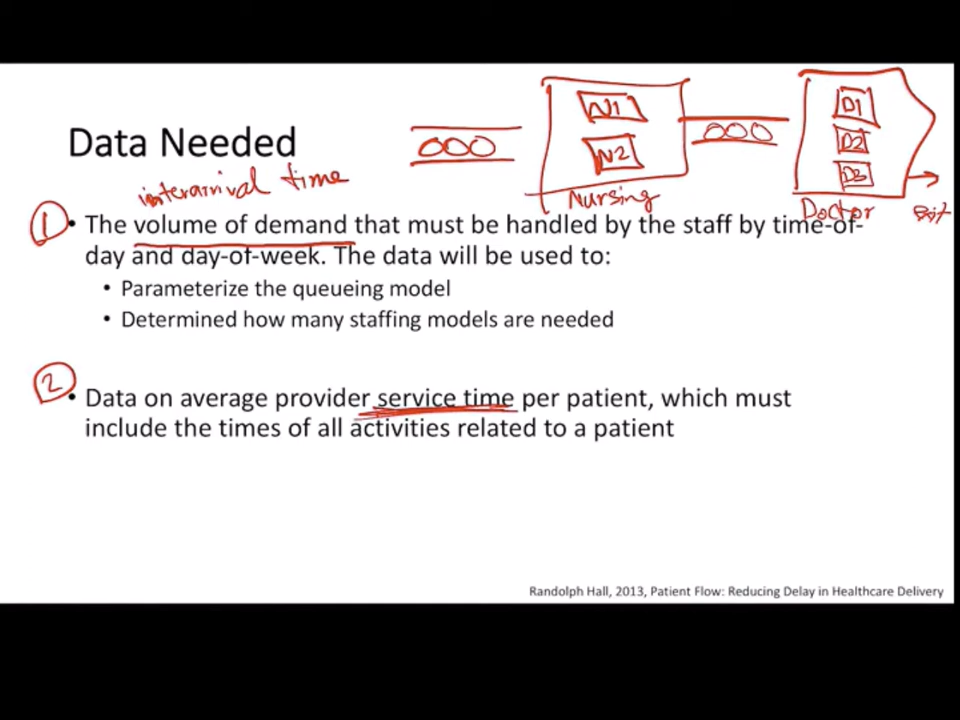 N1
D1
Data Needed
000
000
D2
N2
D3
interarrival time
Nursing
Doctor
Exit
1
• The volume of demand that must be handled by the staff by time-of-
day and day-of-week. The data will be used to:
• Parameterize the queueing model
• Determined how many staffing models are needed
2
• Data on average provider service time per patient, which must
include the times of all activities related to a patient
Randolph Hall, 2013, Patient Flow: Reducing Delay in Healthcare Delivery